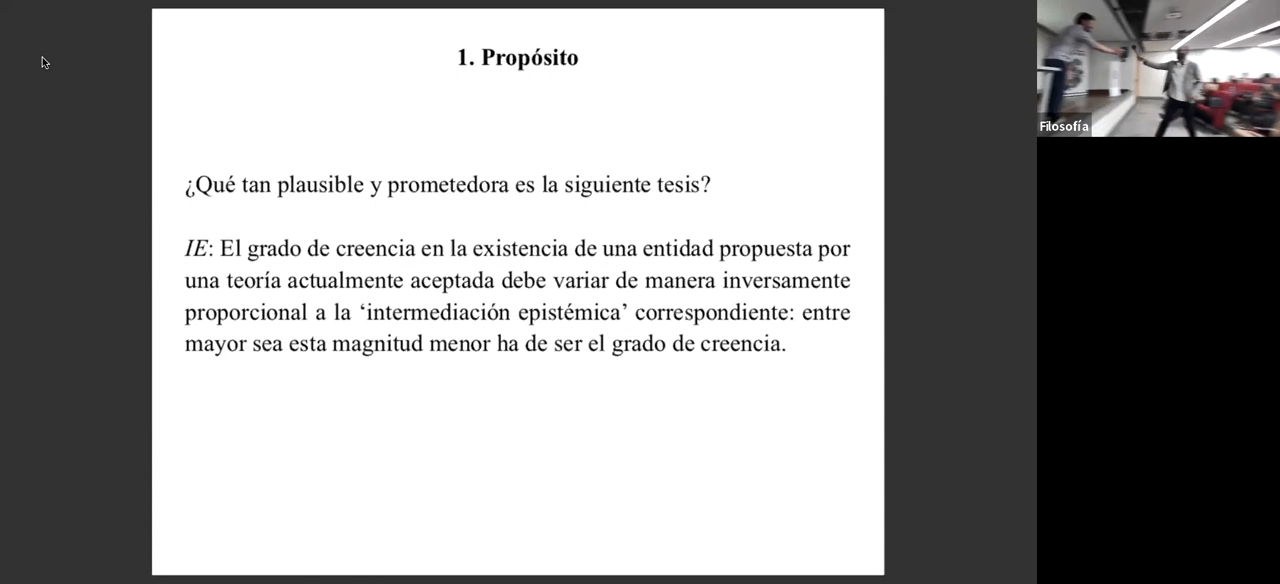 1. Propósito
¿Qué tan plausible y prometedora es la siguiente tesis?
IE: El grado de creencia en la existencia de una entidad propuesta por
una teoría actualmente aceptada debe variar de manera inversamente
proporcional a la ‘intermediación epistémica’ correspondiente: entre
mayor sea esta magnitud menor ha de ser el grado de creencia.
Filosofía